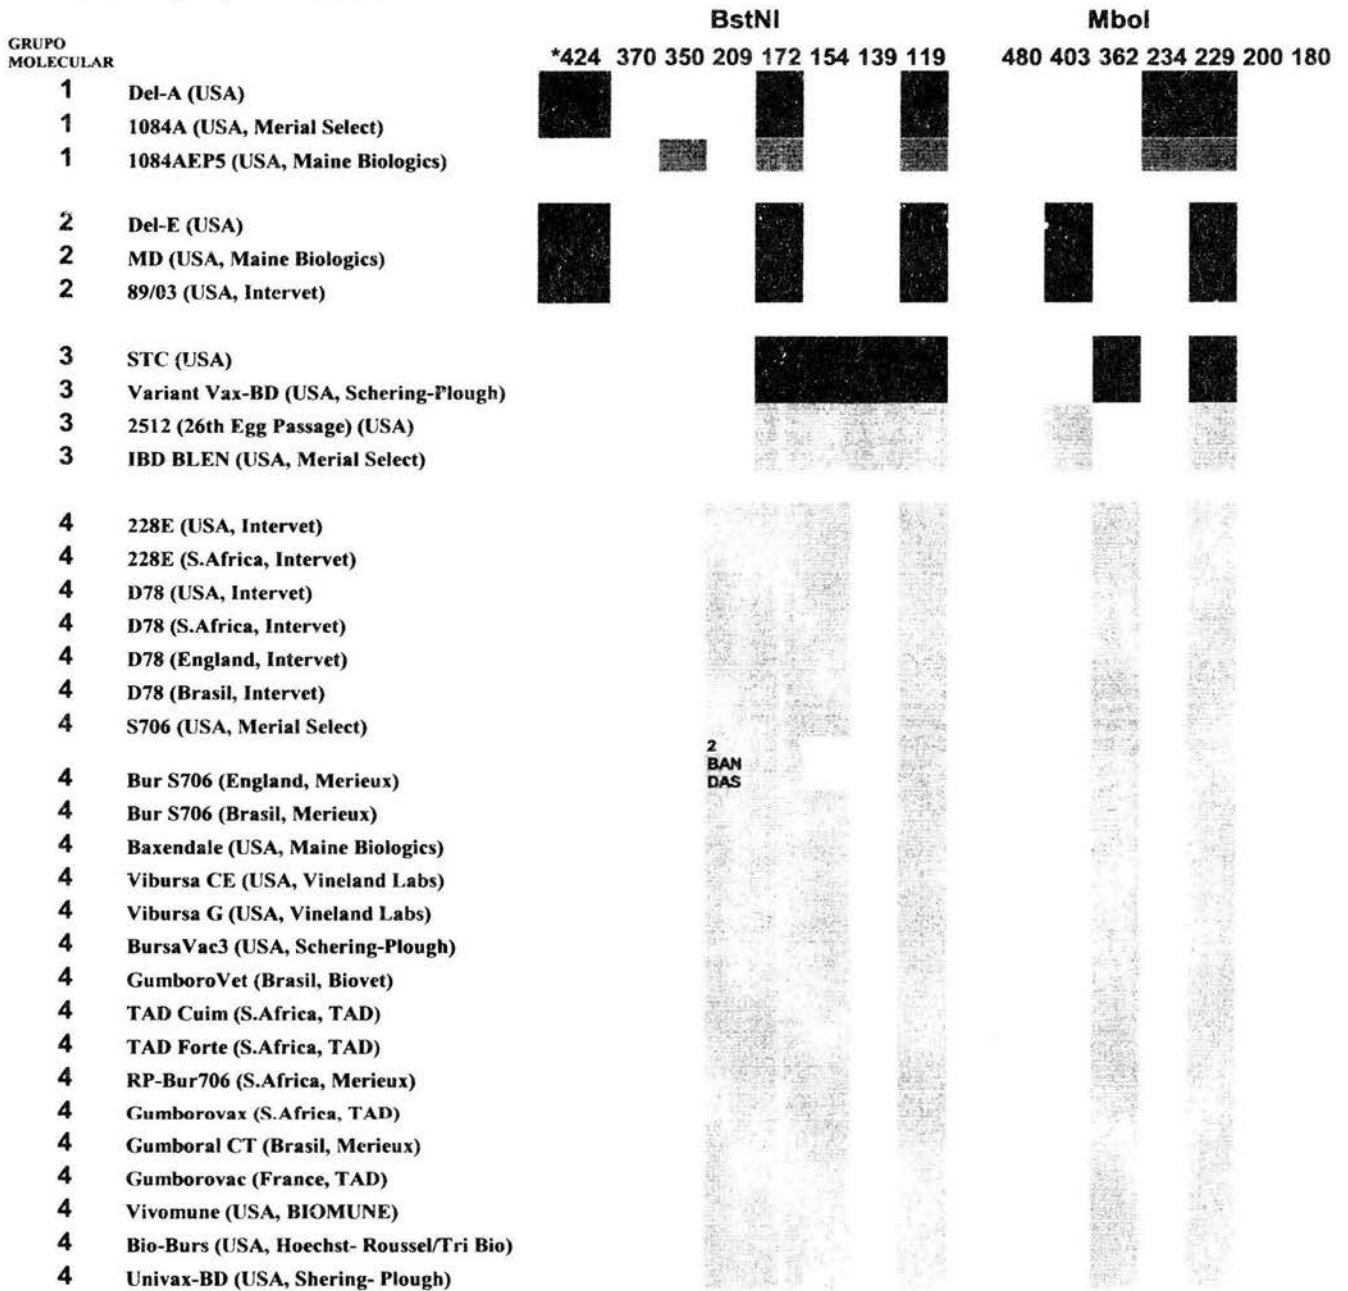 BstNI MboI
GRUPO
MOLECULAR
*424 370 350 209 172 154 139 119 480 403 362 234 229 200 180
1 Del-A (USA)
1 1084A (USA, Merial Select)
1 1084AEP5 (USA, Maine Biologics)
2 Del-E (USA)
2 MD (USA, Maine Biologics)
2 89/03 (USA, Intervet)
3 STC (USA)
3 Variant Vax-BD (USA, Schering-Plough)
3 2512 (26th Egg Passage) (USA)
3 IBD BLEN (USA, Merial Select)
4 228E (USA, Intervet)
4 228E (S.Africa, Intervet)
4 D78 (USA, Intervet)
4 D78 (S.Africa, Intervet)
4 D78 (England, Intervet)
4 D78 (Brasil, Intervet)
4 S706 (USA, Merial Select)
2
BAN
DAS
4 Bur S706 (England, Merieux)
4 Bur S706 (Brasil, Merieux)
4 Baxendale (USA, Maine Biologics)
4 Vibursa CE (USA, Vineland Labs)
4 Vibursa G (USA, Vineland Labs)
4 BursaVac3 (USA, Schering-Plough)
4 GumboroVet (Brasil, Biovet)
4 TAD Cuim (S.Africa, TAD)
4 TAD Forte (S.Africa, TAD)
4 RP-Bur706 (S.Africa, Merieux)
4 Gumborovax (S.Africa, TAD)
4 Gumboral CT (Brasil, Merieux)
4 Gumborovac (France, TAD)
4 Vivomune (USA, BIOMUNE)
4 Bio-Burs (USA, Hoechst- Roussel/Tri Bio)
4 Univax-BD (USA, Shering- Plough)